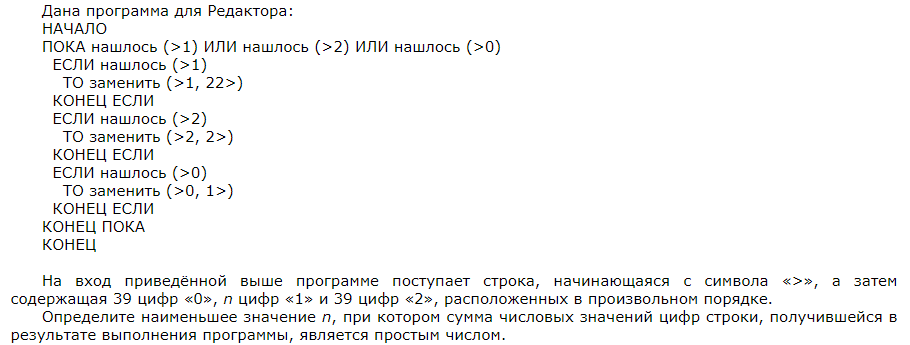 Дана программа для Редактора:
НАЧАЛО
ПОКА нашлось (>1) ИЛИ нашлось (>2) ИЛИ нашлось (>0)
ЕСЛИ нашлось (>1)
ТО заменить (>1, 22>)
КОНЕЦ ЕСЛИ
ЕСЛИ нашлось (>2)
ТО заменить (>2, 2>)
КОНЕЦ ЕСЛИ
ЕСЛИ нашлось (>0)
ТО заменить (>0, 1>)
КОНЕЦ ЕСЛИ
КОНЕЦ ПОКА
КОНЕЦ
На вход приведённой выше программе поступает строка, начинающаяся с символа «>», а затем
содержащая 39 цифр «0», n цифр «1» и 39 цифр «2», расположенных в произвольном порядке.
Определите наименьшее значение n, при котором сумма числовых значений цифр строки, получившейся в
результате выполнения программы, является простым числом.